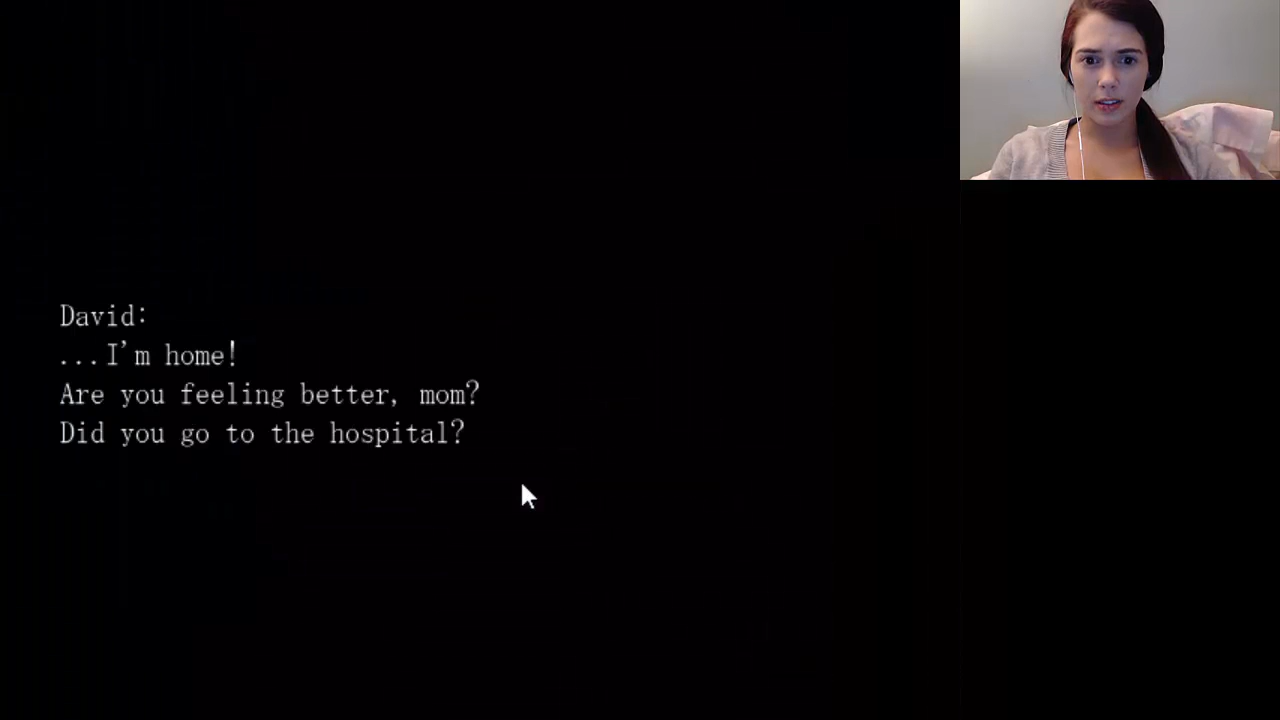 David:
...I'm home!
Are you feeling better, mom?
Did you go to the hospital?